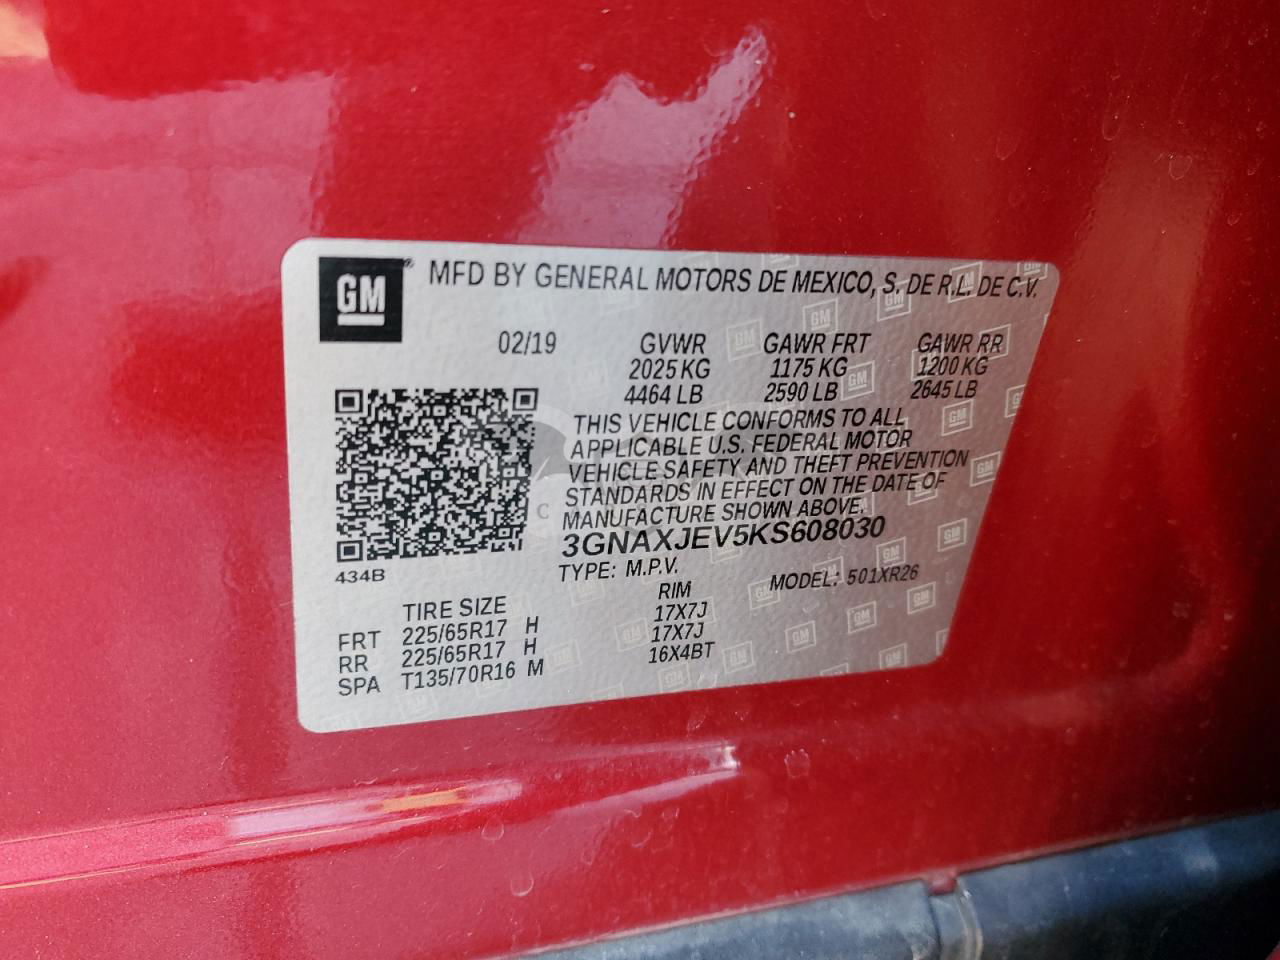 GM® MFD BY GENERAL MOTORS DE MEXICO, S. DE R.L. DE C.V.
02/19 GVWR GAWR FRT GAWR RR
2025 KG 1175 KG 1200 KG
4464 LB 2590 LB 2645 LB
THIS VEHICLE CONFORMS TO ALL
APPLICABLE U.S. FEDERAL MOTOR
VEHICLE SAFETY AND THEFT PREVENTION
STANDARDS IN EFFECT ON THE DATE OF
MANUFACTURE SHOWN ABOVE.
3GNAXJEV5KS608030
434B TYPE: M.P.V. MODEL: 501XR26
TIRE SIZE RIM
FRT 225/65R17 H 17X7J
RR 225/65R17 H 17X7J
SPA T135/70R16 M 16X4BT